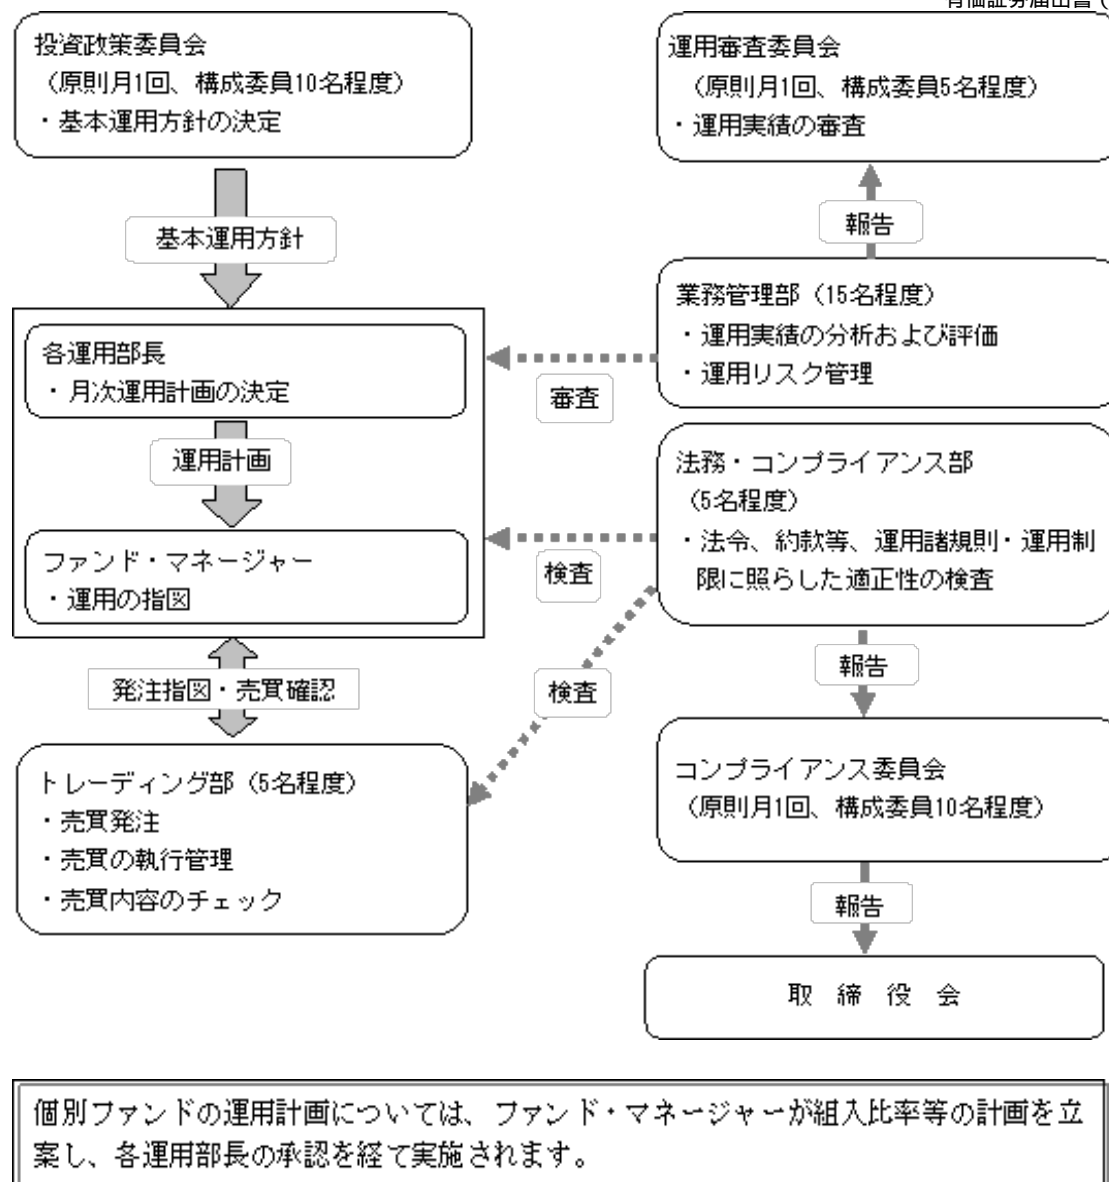 有価証券届出書(
投資政策委員会
(原則月1回、構成委員10名程度)
・基本運用方針の決定
基本運用方針
各運用部長
・月次運用計画の決定
運用計画
ファンド・マネージャー
・運用の指図
発注指図・売買確認
トレーディング部(5名程度)
・売買発注
・売買の執行管理
・売買内容のチェック
運用審査委員会
(原則月1回、構成委員5名程度)
・運用実績の審査
報告
業務管理部(15名程度)
・運用実績の分析および評価
・運用リスク管理
審査
法務・コンプライアンス部
(5名程度)
・法令、約款等、運用諸規則・運用制
限に照らした適正性の検査
検査
検査
報告
コンプライアンス委員会
(原則月1回、構成委員10名程度)
報告
取 締 役 会
個別ファンドの運用計画については、ファンド・マネージャーが組入比率等の計画を立
案し、各運用部長の承認を経て実施されます。